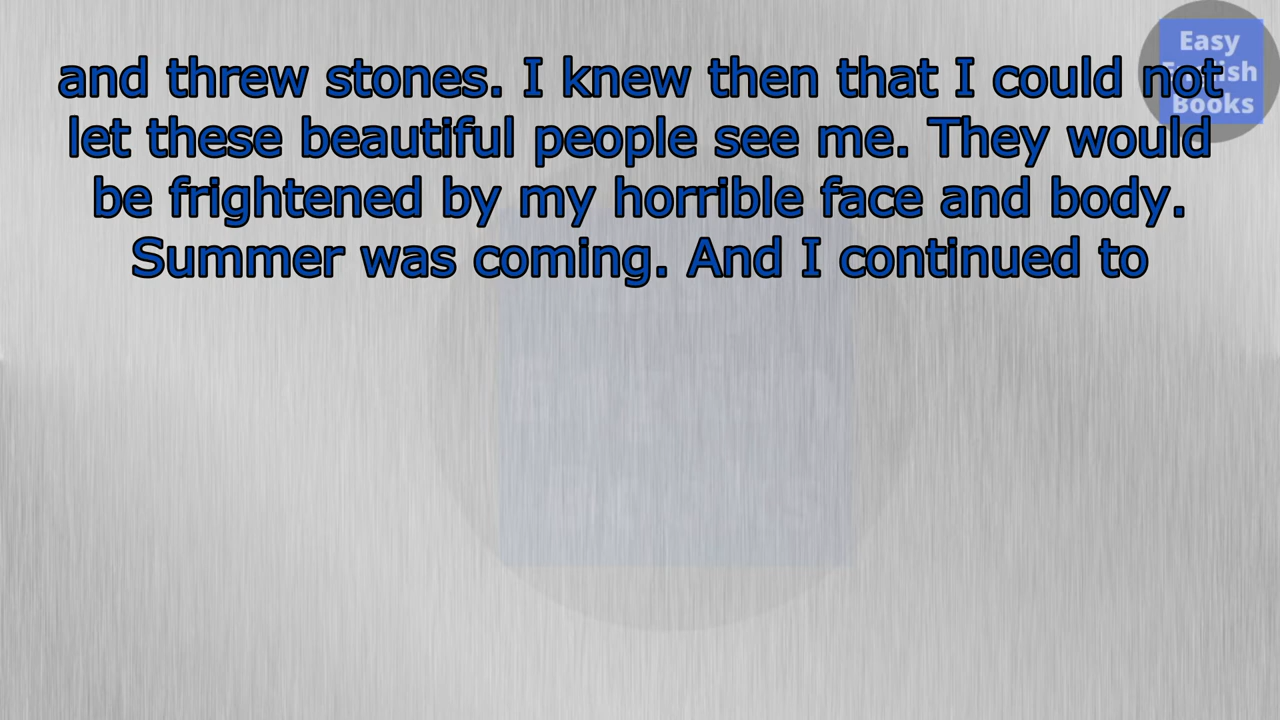 and threw stones. I knew then that I could not
let these beautiful people see me. They would
be frightened by my horrible face and body.
Summer was coming. And I continued to
Easy
English
Books